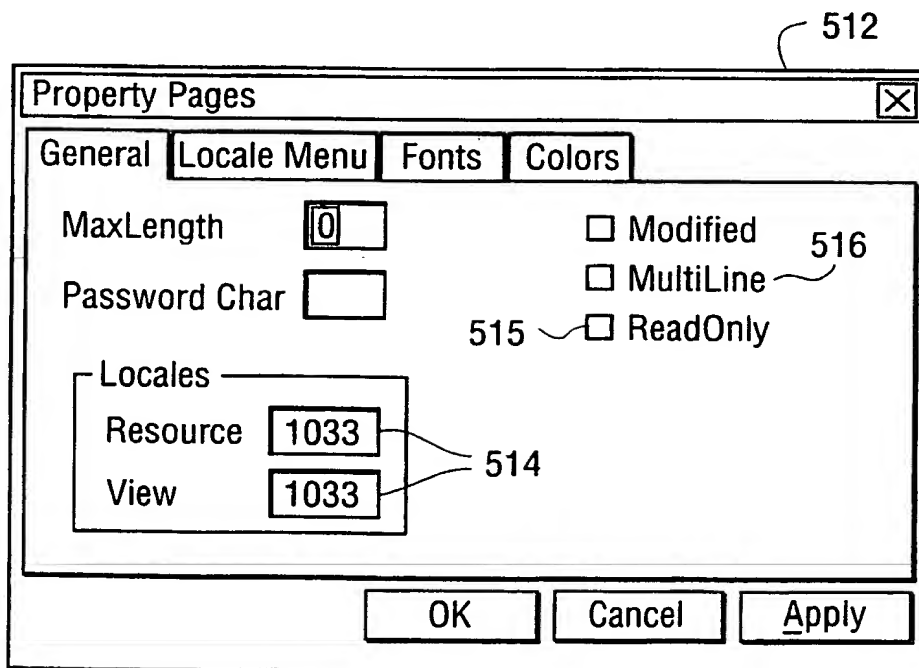 512
Property Pages
General Locale Menu Fonts Colors
MaxLength 0
Password Char
Modified
MultiLine 516
515 ReadOnly
Locales
Resource 1033
View 1033
514
OK Cancel Apply